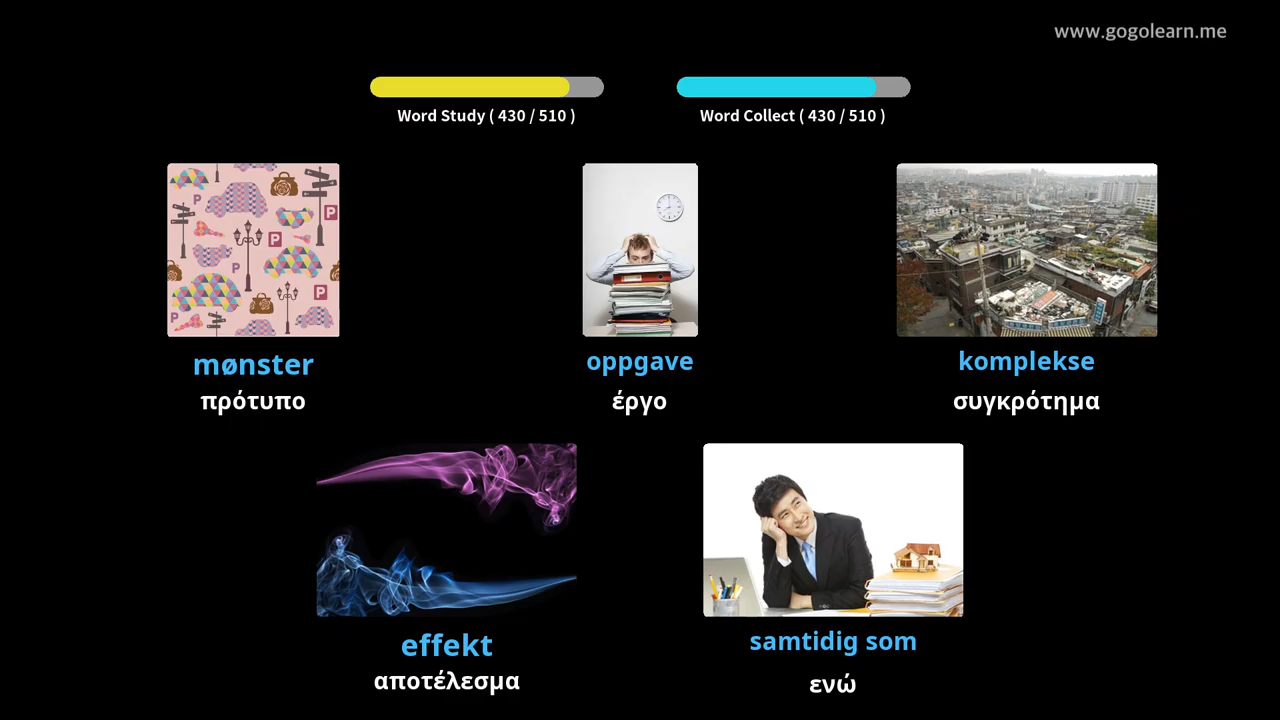 www.gogolearn.me
Word Study ( 430 / 510 )
Word Collect ( 430 / 510 )
P
P
P
P
P
P
mønster
πρότυπο
oppgave
έργο
komplekse
συγκρότημα
effekt
αποτέλεσμα
samtidig som
ενώ